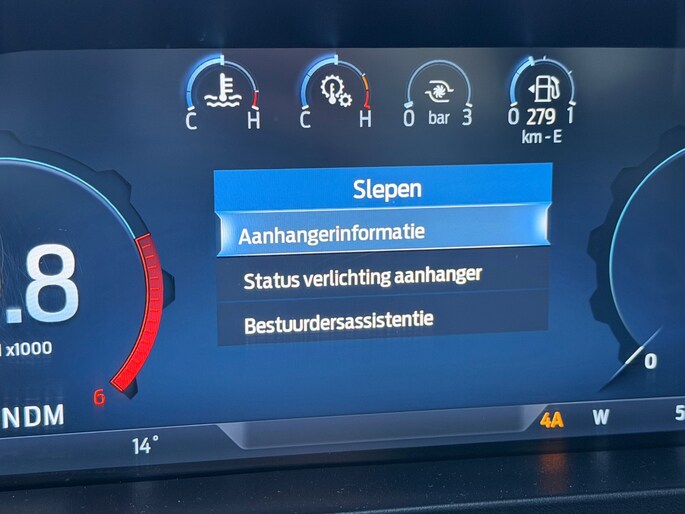 C H C H 0 bar 3 0 279 1
km - E
Slepen
Aanhangerinformatie
Status verlichting aanhanger
Bestuurdersassistentie
.8
x1000
6
0
NDM
4A W 5
14°